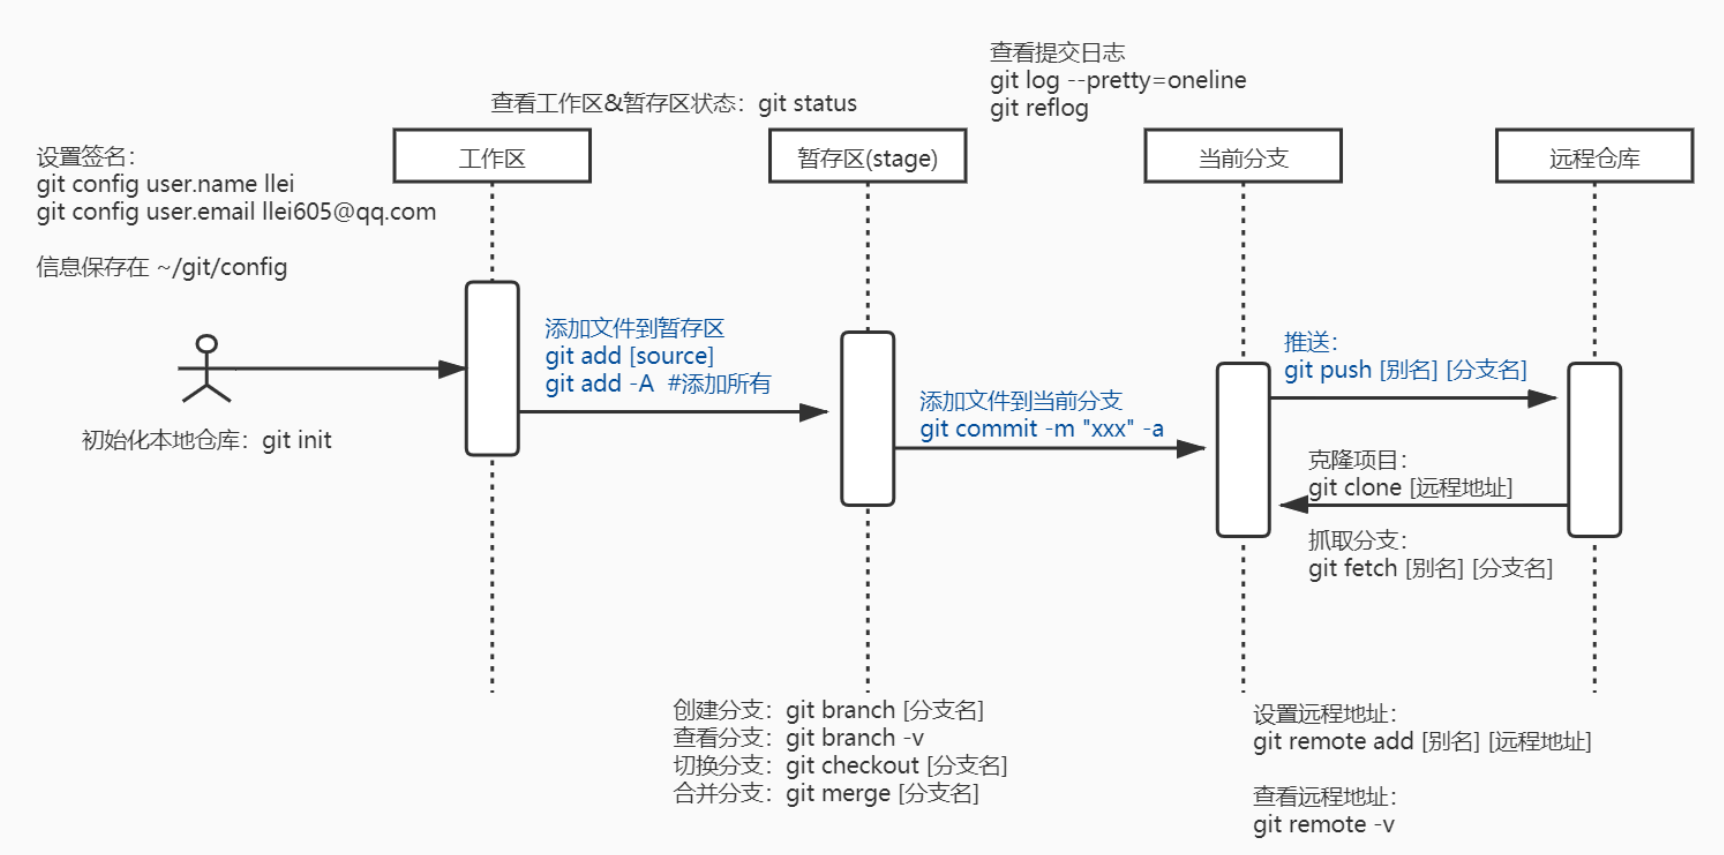 查看提交日志
git log --pretty=oneline
git reflog
查看工作区&暂存区状态：git status
设置签名：
git config user.name llei
git config user.email llei605@qq.com
信息保存在 ~/git/config
工作区
暂存区(stage)
当前分支
远程仓库
初始化本地仓库：git init
添加文件到暂存区
git add [source]
git add -A  #添加所有
添加文件到当前分支
git commit -m "xxx" -a
推送：
git push [别名] [分支名]
克隆项目：
git clone [远程地址]
抓取分支：
git fetch [别名] [分支名]
创建分支：git branch [分支名]
查看分支：git branch -v
切换分支：git checkout [分支名]
合并分支：git merge [分支名]
设置远程地址：
git remote add [别名] [远程地址]
查看远程地址：
git remote -v